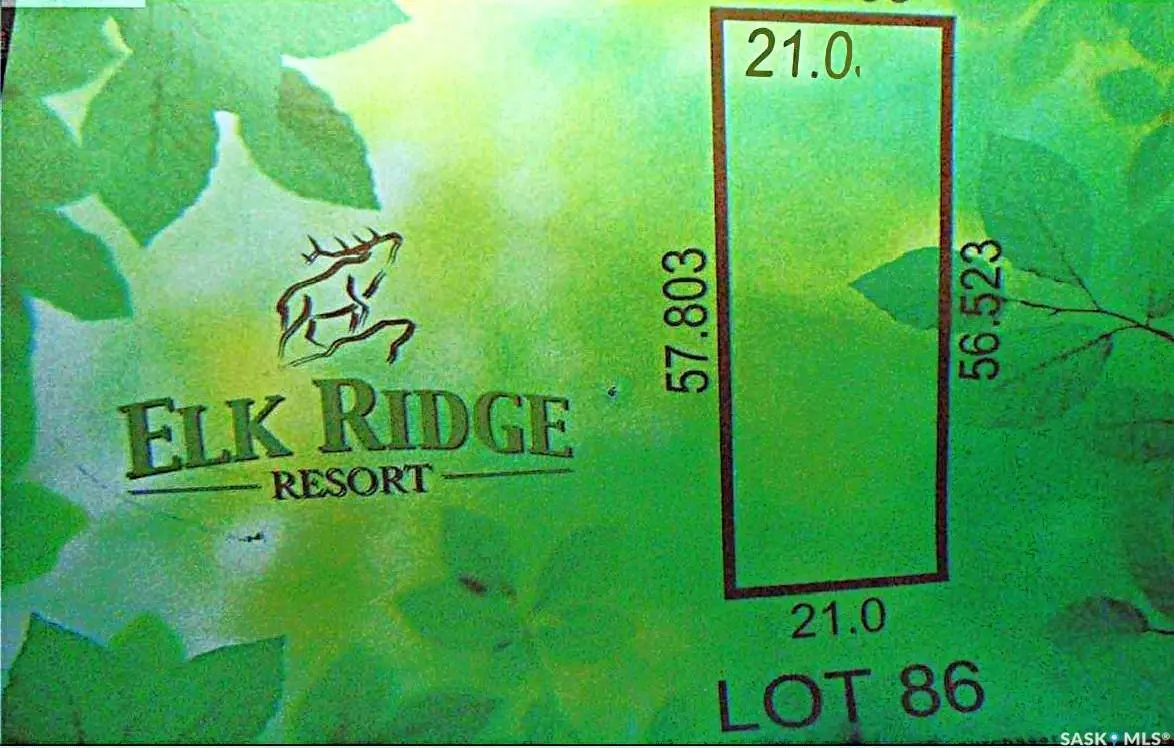 21.0
57.803
56.523
ELK RIDGE
RESORT
21.0
LOT 86
SASK MLS®